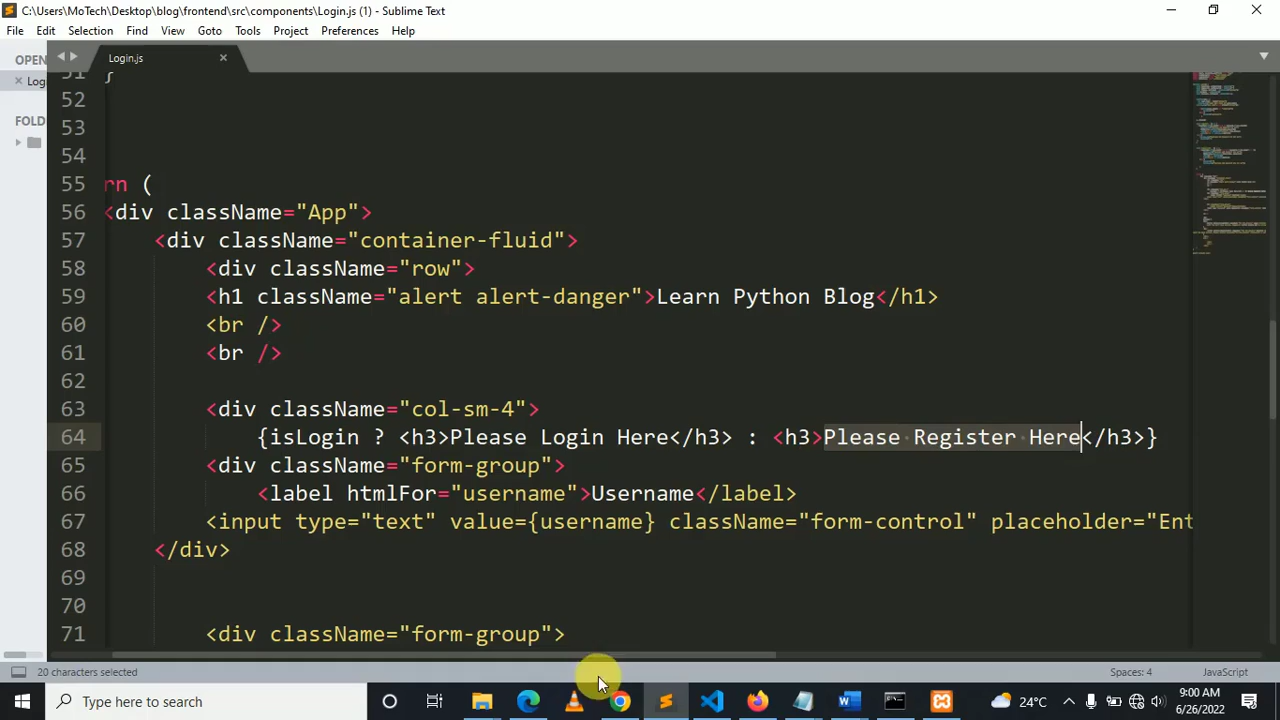 C:\Users\MoTech\Desktop\blog\frontend\src\components\Login.js (1) - Sublime Text
File Edit Selection Find View Goto Tools Project Preferences Help
OPEN
Login.js
Logi
FOLD
51 {
52
53
54
55 rn (
56 <div className="App">
57 <div className="container-fluid">
58 <div className="row">
59 <h1 className="alert alert-danger">Learn Python Blog</h1>
60 <br />
61 <br />
62
63 <div className="col-sm-4">
64 {isLogin ? <h3>Please Login Here</h3> : <h3>Please Register Here</h3>}
65 <div className="form-group">
66 <label htmlFor="username">Username</label>
67 <input type="text" value={username} className="form-control" placeholder="Ent
68 </div>
69
70
71 <div className="form-group">
20 characters selected Spaces: 4 JavaScript
Type here to search 24°C 9:00 AM
6/26/2022